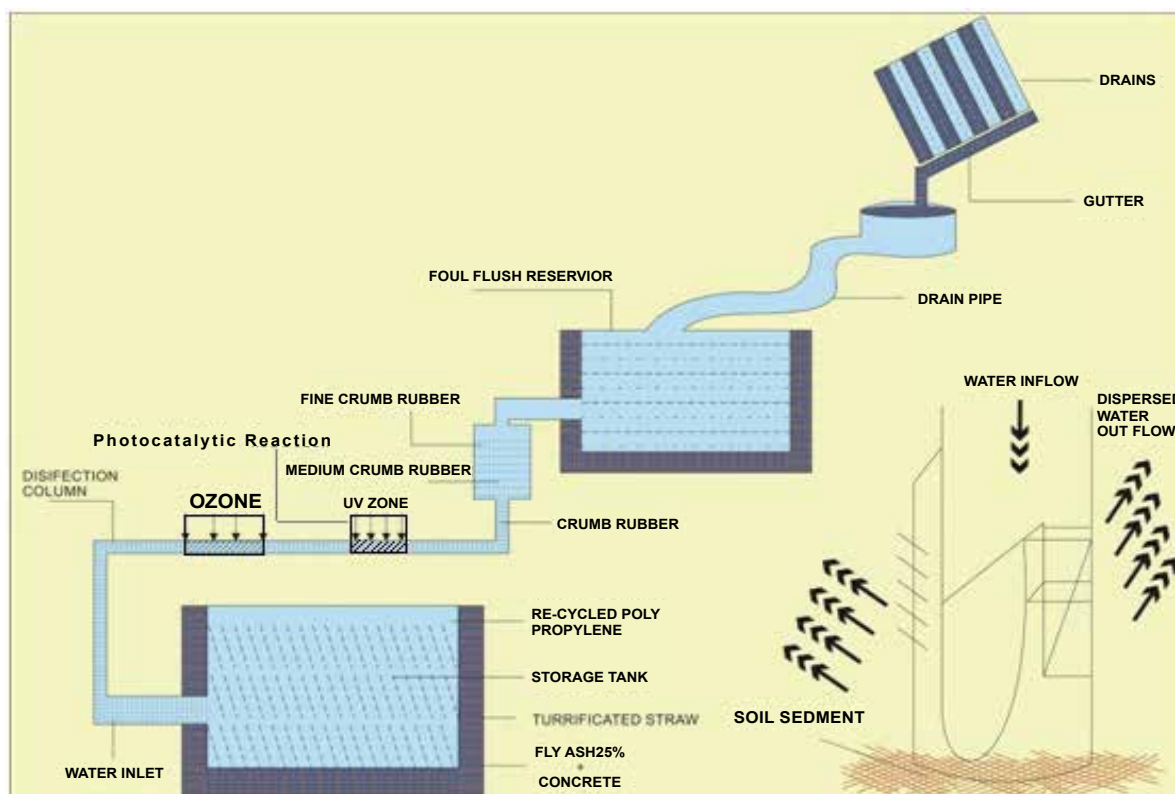 DRAINS
GUTTER
FOUL FLUSH RESERVIOR
DRAIN PIPE
WATER INFLOW
FINE CRUMB RUBBER
DISPERSED
WATER
OUT FLOW
Photocatalytic Reaction
MEDIUM CRUMB RUBBER
DISIFECTION
COLUMN
OZONE
UV ZONE
CRUMB RUBBER
RE-CYCLED POLY
PROPYLENE
STORAGE TANK
SOIL SEDMENT
TURRIFICATED STRAW
FLY ASH25%
+
CONCRETE
WATER INLET